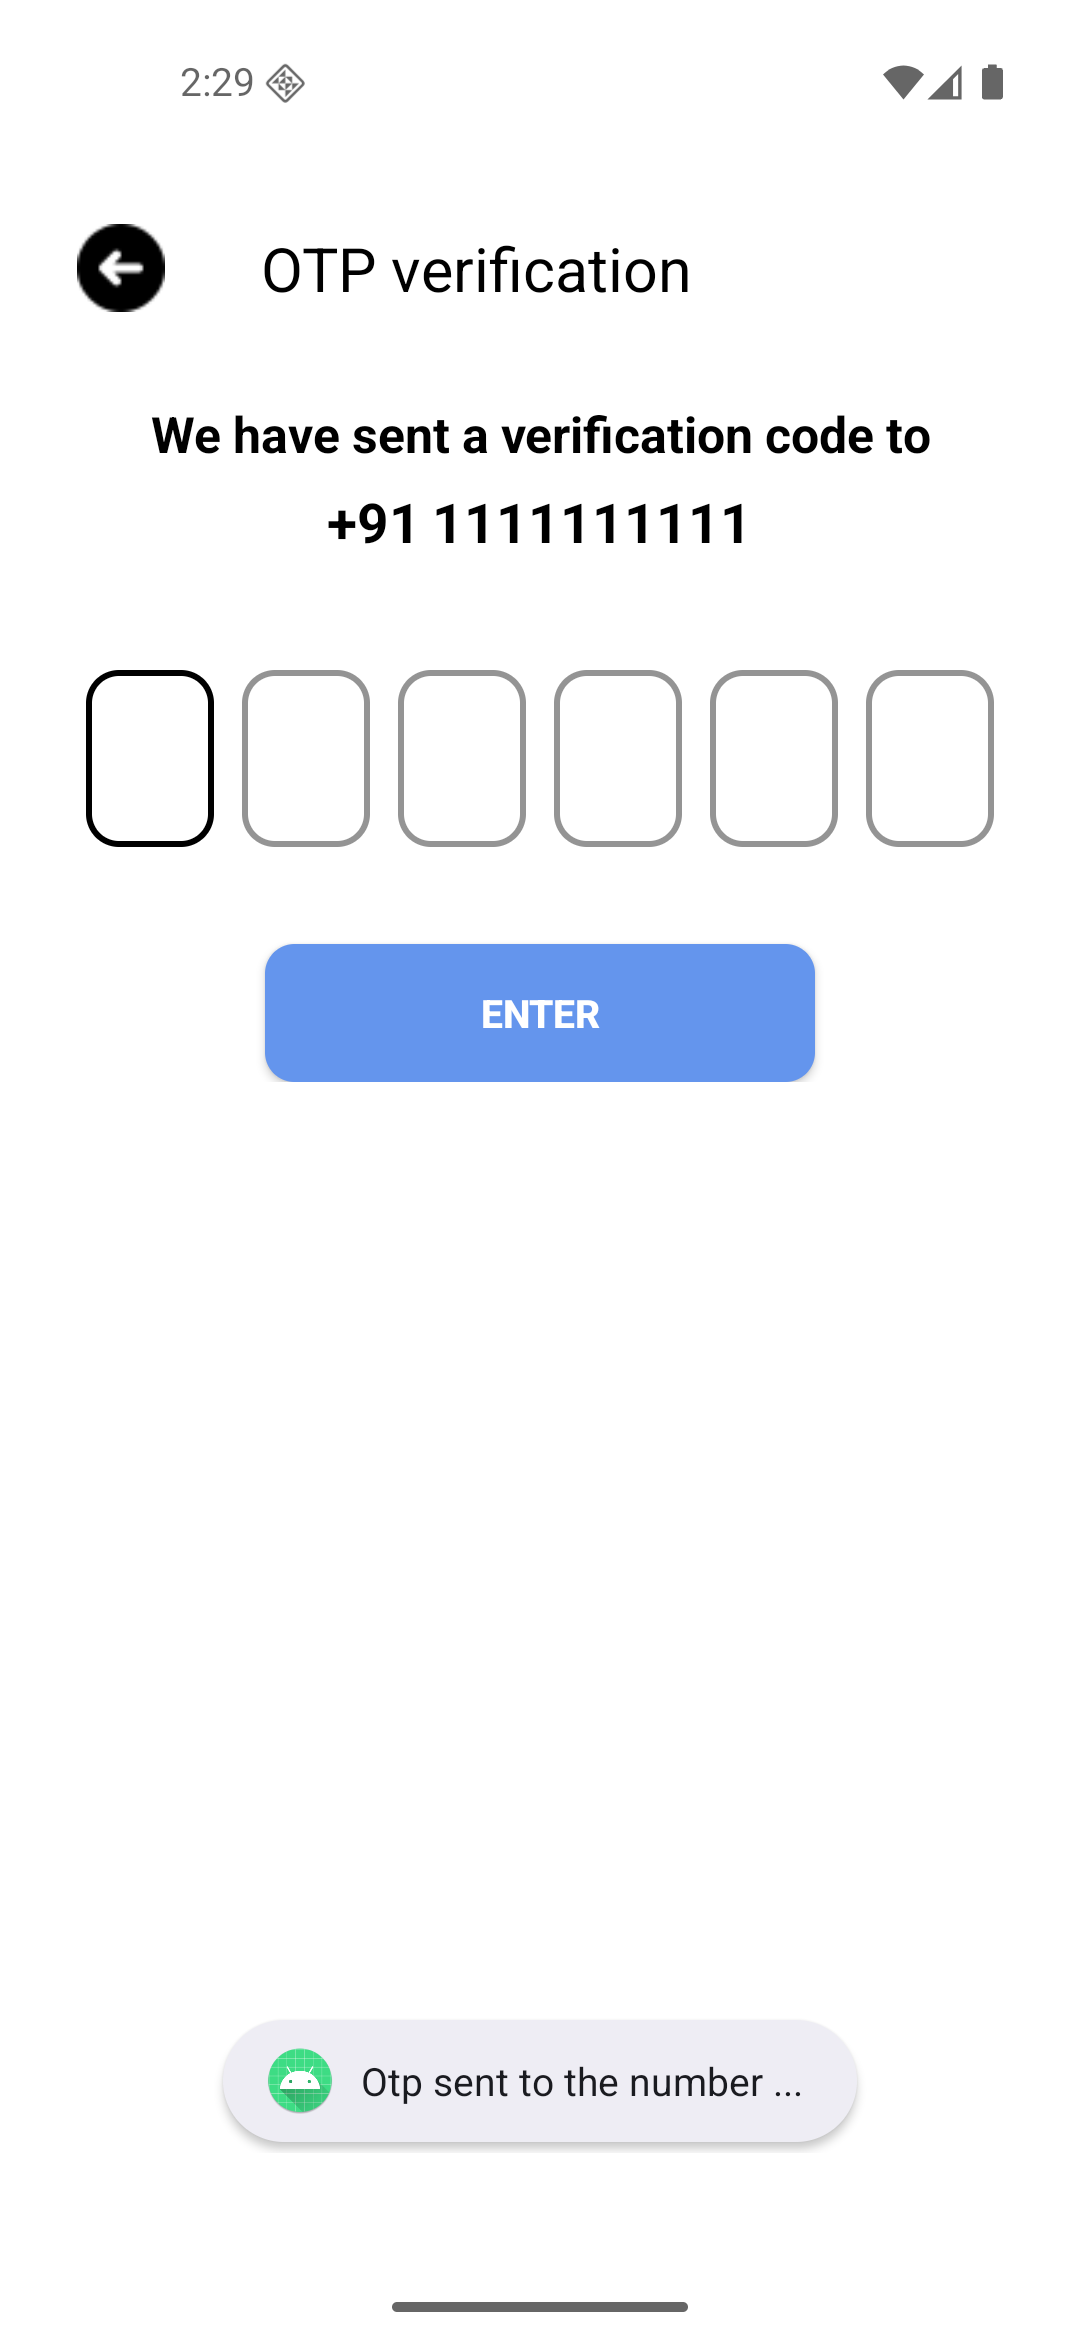 2:29
OTP verification
We have sent a verification code to
+91 1111111111
ENTER
Otp sent to the number ...